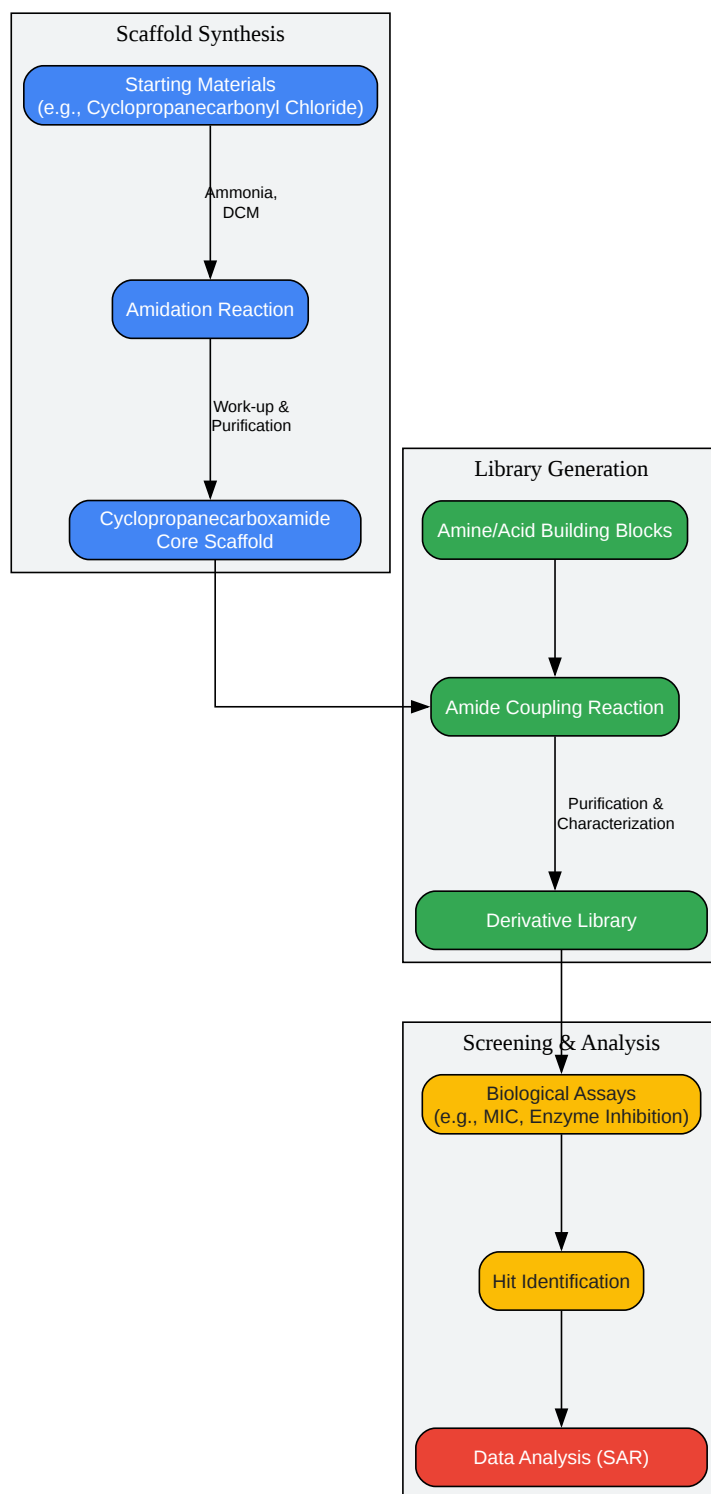 Scaffold Synthesis
Starting Materials
(e.g., Cyclopropanecarbonyl Chloride)
Ammonia,
DCM
Amidation Reaction
Work-up &
Purification
Cyclopropanecarboxamide
Core Scaffold
Library Generation
Amine/Acid Building Blocks
Amide Coupling Reaction
Purification &
Characterization
Derivative Library
Screening & Analysis
Biological Assays
(e.g., MIC, Enzyme Inhibition)
Hit Identification
Data Analysis (SAR)